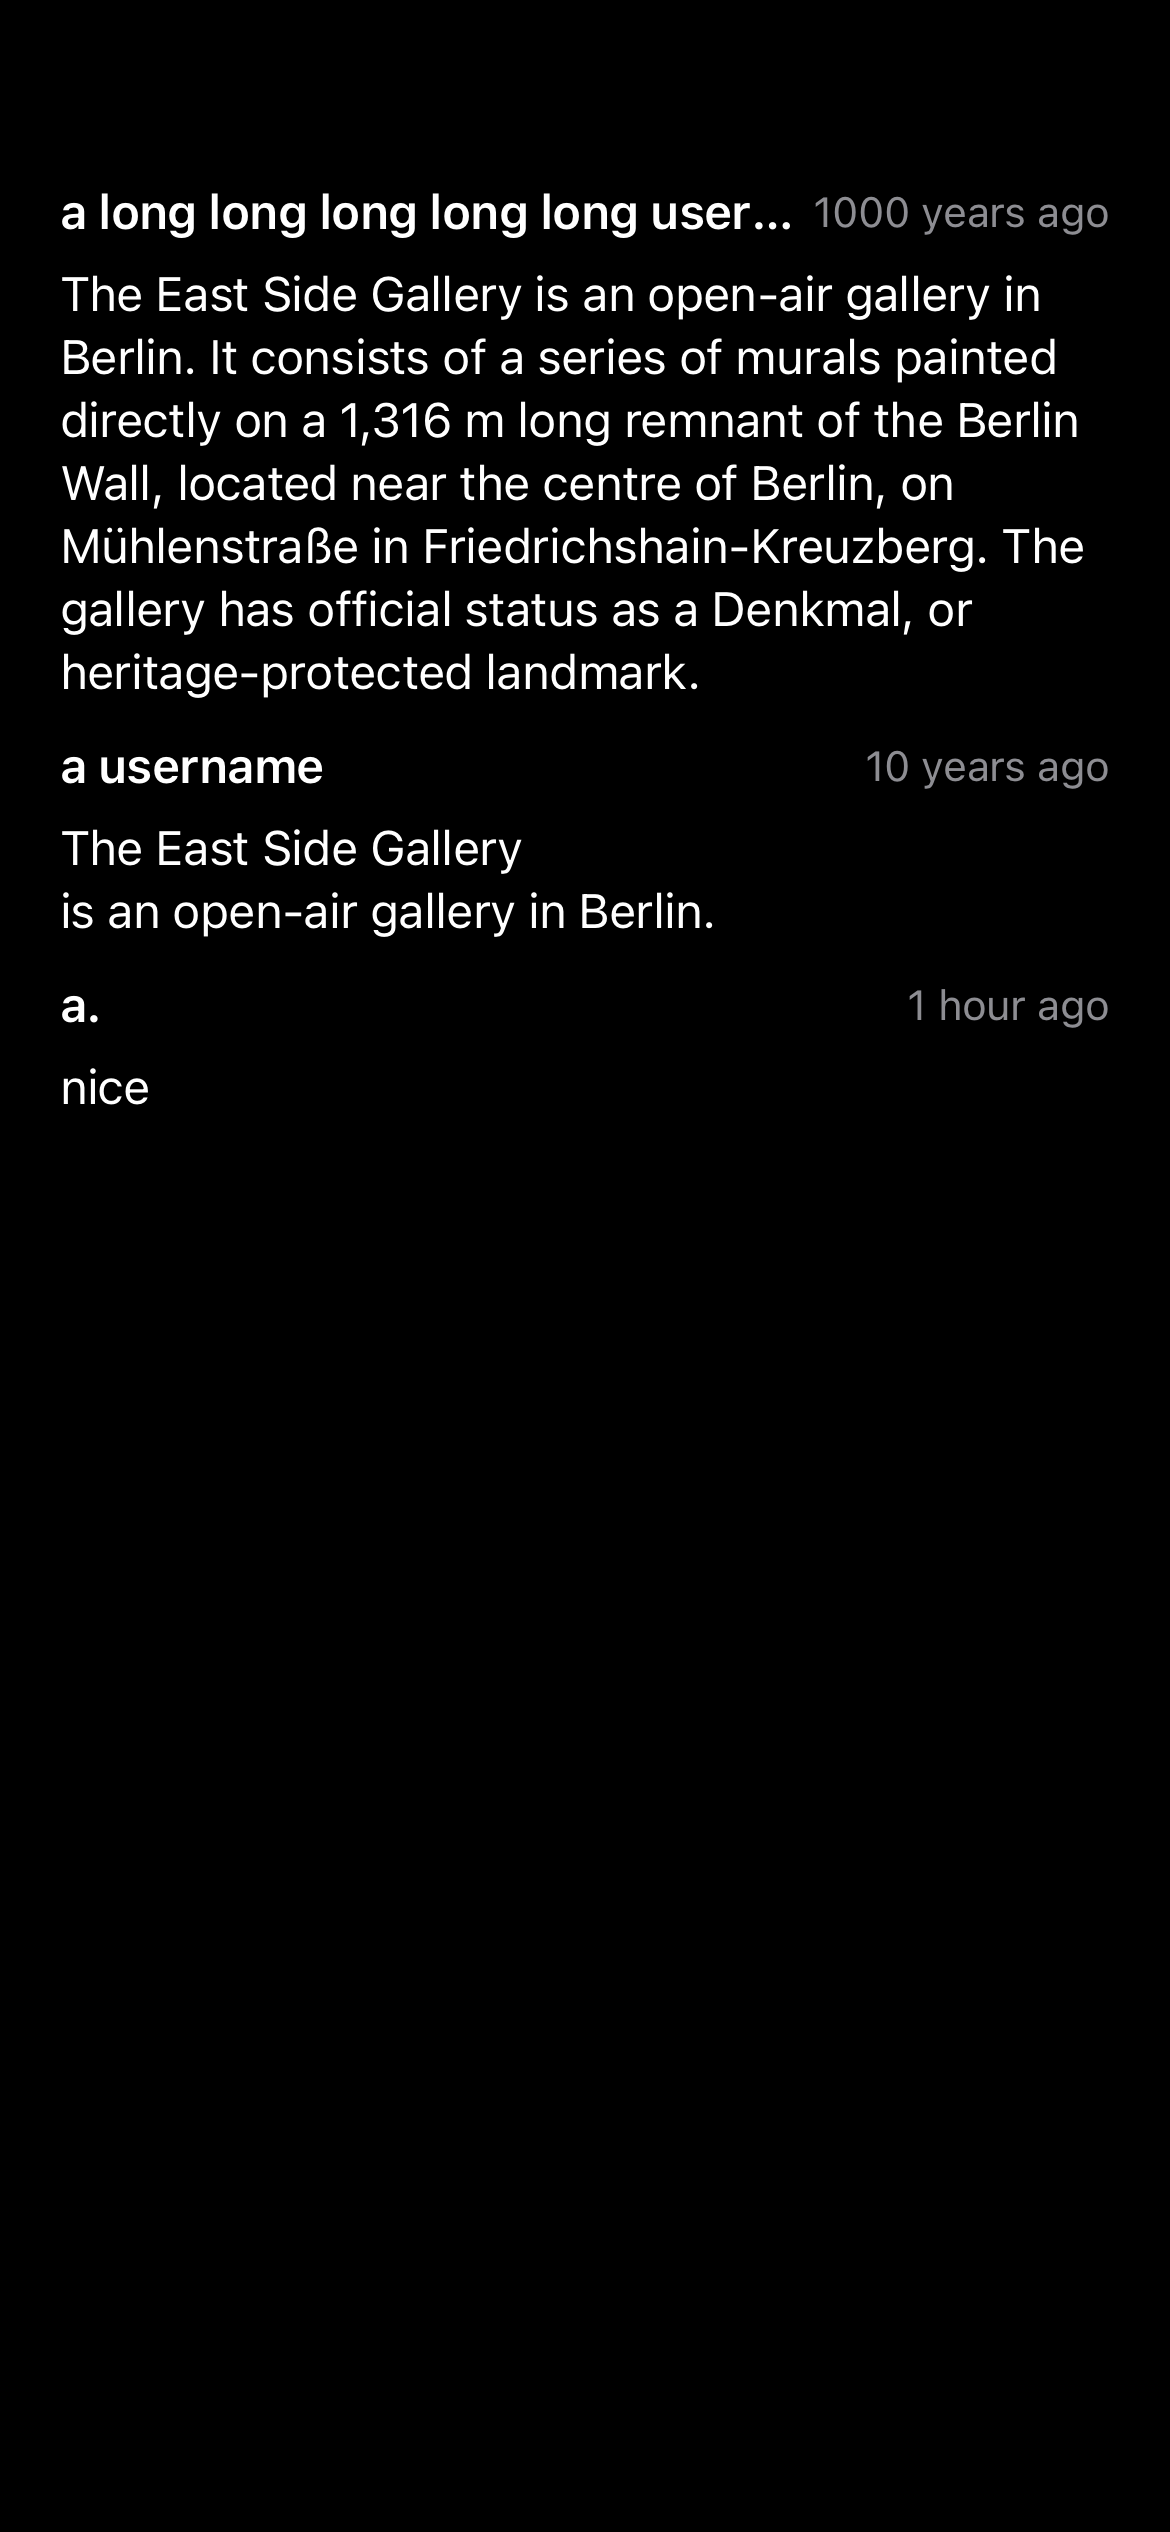 a long long long long long user... 1000 years ago
The East Side Gallery is an open-air gallery in
Berlin. It consists of a series of murals painted
directly on a 1,316 m long remnant of the Berlin
Wall, located near the centre of Berlin, on
Mühlenstraße in Friedrichshain-Kreuzberg. The
gallery has official status as a Denkmal, or
heritage-protected landmark.
a username 10 years ago
The East Side Gallery
is an open-air gallery in Berlin.
a. 1 hour ago
nice